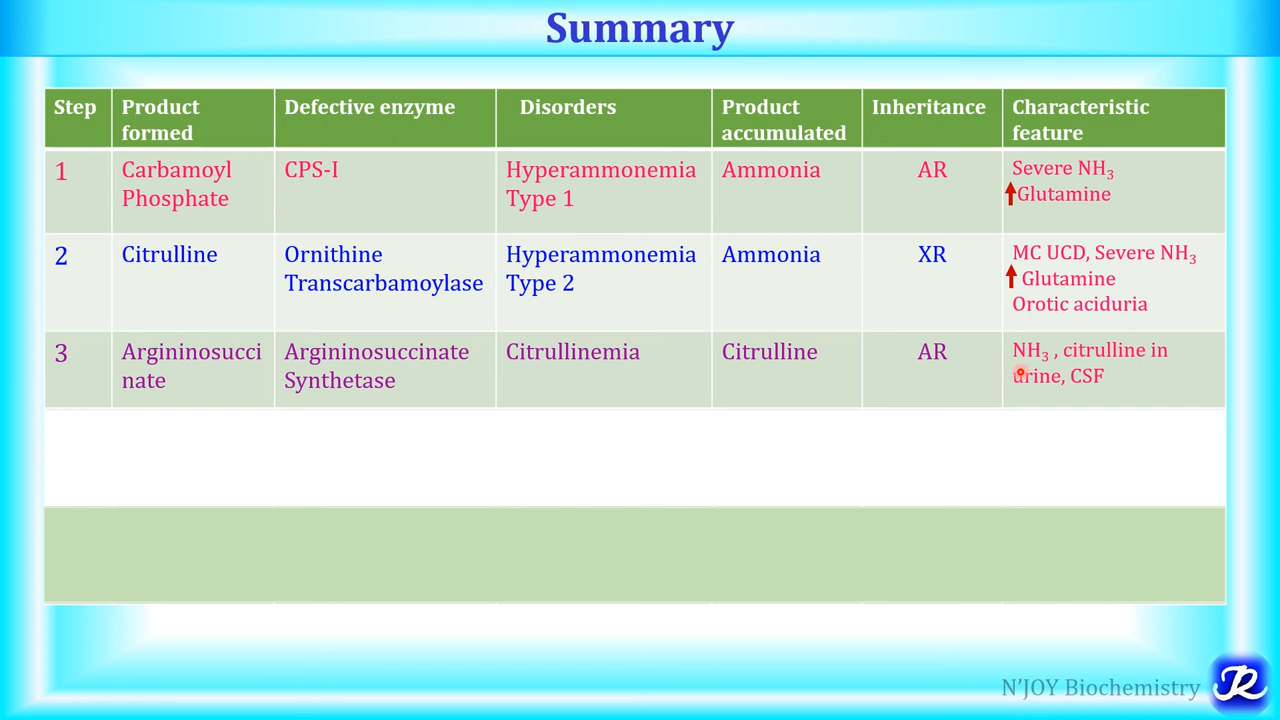 Summary
Step
Product
formed
Defective enzyme
Disorders
Product
accumulated
Inheritance
Characteristic
feature
1
Carbamoyl
Phosphate
CPS-I
Hyperammonemia
Type 1
Ammonia
AR
Severe NH₃
Glutamine
2
Citrulline
Ornithine
Transcarbamoylase
Hyperammonemia
Type 2
Ammonia
XR
MC UCD, Severe NH₃
Glutamine
Orotic aciduria
3
Argininosucci
nate
Argininosuccinate
Synthetase
Citrullinemia
Citrulline
AR
NH₃ , citrulline in
urine, CSF
N'JOY Biochemistry